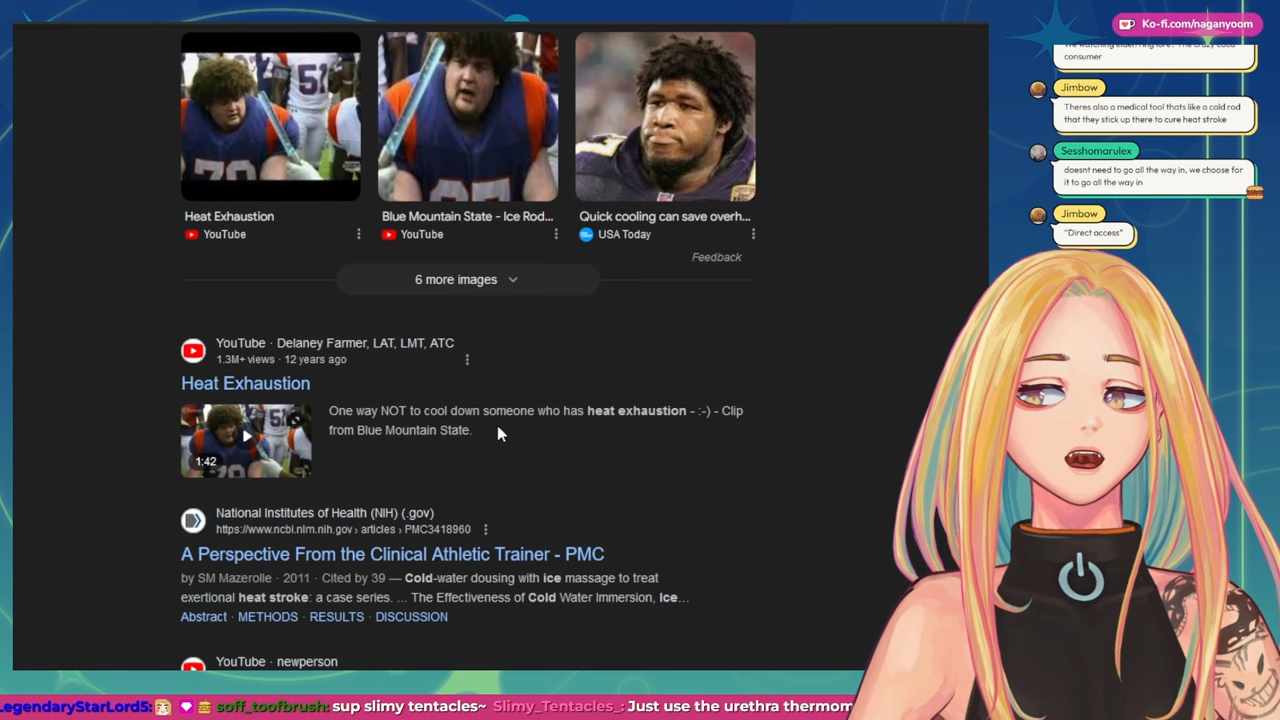 Ko-fi.com/naganyoom
consumer
Jimbow
Theres also a medical tool thats like a cold rod
that they stick up there to cure heat stroke
Sesshomarulex
doesnt need to go all the way in, we choose for
it to go all the way in
Jimbow
"Direct access"
Heat Exhaustion
YouTube
Blue Mountain State - Ice Rod...
YouTube
Quick cooling can save overh...
USA Today
Feedback
6 more images
YouTube · Delaney Farmer, LAT, LMT, ATC
1.3M+ views · 12 years ago
Heat Exhaustion
One way NOT to cool down someone who has heat exhaustion - :-) - Clip
from Blue Mountain State.
1:42
National Institutes of Health (NIH) (.gov)
https://www.ncbi.nlm.nih.gov › articles › PMC3418960
A Perspective From the Clinical Athletic Trainer - PMC
by SM Mazerolle · 2011 · Cited by 39 — Cold-water dousing with ice massage to treat
exertional heat stroke: a case series. ... The Effectiveness of Cold Water Immersion, Ice...
Abstract · METHODS · RESULTS · DISCUSSION
YouTube · newperson
LegendaryStarLord5: soff_toofbrush: sup slimy tentacles~ Slimy_Tentacles_: Just use the urethra thermom